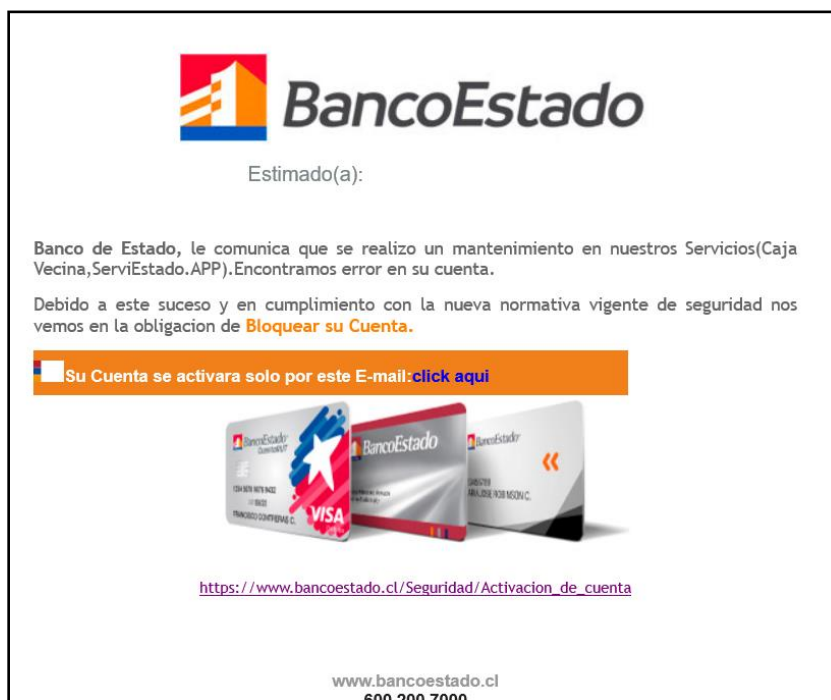 BancoEstado
Estimado(a):
Banco de Estado, le comunica que se realizo un mantenimiento en nuestros Servicios(Caja
Vecina,ServiEstado.APP).Encontramos error en su cuenta.
Debido a este suceso y en cumplimiento con la nueva normativa vigente de seguridad nos
vemos en la obligacion de Bloquear su Cuenta.
Su Cuenta se activara solo por este E-mail:click aqui
BancoEstado
VISA
FRANCISCO CONTRERAS C.
BancoEstado
BancoEstado
https://www.bancoestado.cl/Seguridad/Activacion_de_cuenta
www.bancoestado.cl
600 200 7000